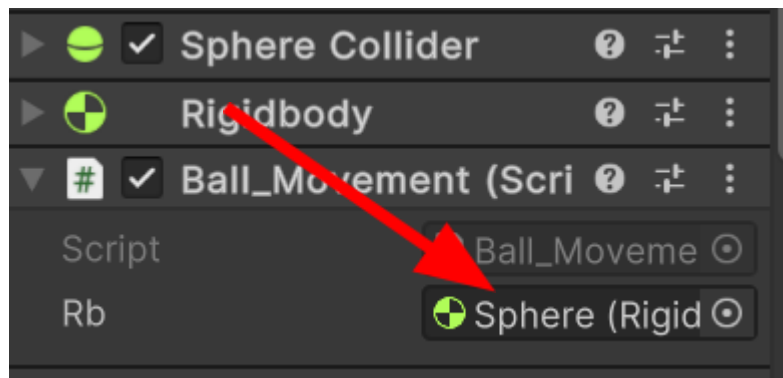 Sphere Collider
Rigidbody
# Ball_Movement (Scri
Script Ball_Moveme
Rb Sphere (Rigid